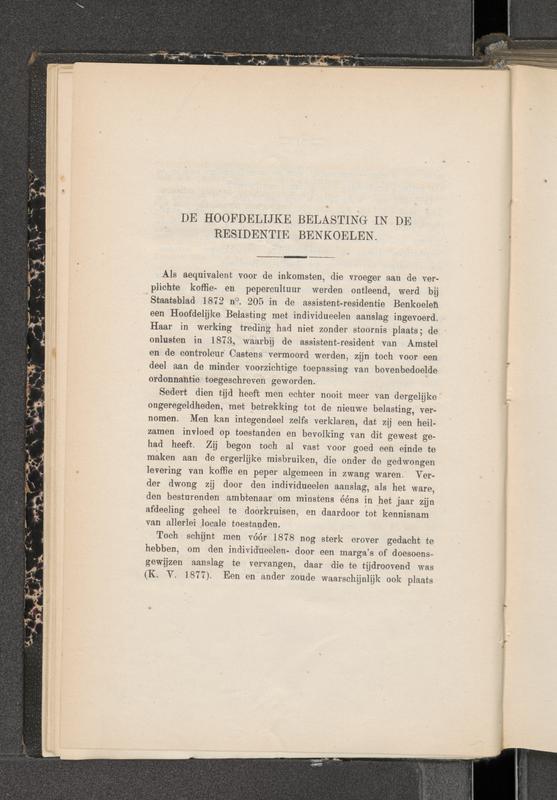 DE HOOFDELIJKE BELASTING IN DE
RESIDENTIE BENKOELEN.
Als aequivalent voor de inkomsten, die vroeger aan de ver-
plichte koffie- en pepercultuur werden ontleend, werd bij
Staatsblad 1872 nº. 205 in de assistent-residentie Benkoelen
een Hoofdelijke Belasting met individueelen aanslag ingevoerd.
Haar in werking treding had niet zonder stoornis plaats; de
onlusten in 1873, waarbij de assistent-resident van Amstel
en de controleur Castens vermoord werden, zijn toch voor een
deel aan de minder voorzichtige toepassing van bovenbedoelde
ordonnantie toegeschreven geworden.
Sedert dien tijd heeft men echter nooit meer van dergelijke
ongeregeldheden, met betrekking tot de nieuwe belasting, ver-
nomen. Men kan integendeel zelfs verklaren, dat zij een heil-
zamen invloed op toestanden en bevolking van dit gewest ge-
had heeft. Zij begon toch al vast voor goed een einde te
maken aan de ergerlijke misbruiken, die onder de gedwongen
levering van koffie en peper algemeen in zwang waren. Ver-
der dwong zij door den individueelen aanslag, als het ware,
den besturenden ambtenaar om minstens ééns in het jaar zijn
afdeeling geheel te doorkruisen, en daardoor tot kennisnam
van allerlei locale toestanden.
Toch schijnt men vóór 1878 nog sterk erover gedacht te
hebben, om den individueelen- door een marga's of doesoens-
gewijzen aanslag te vervangen, daar die te tijdroovend was
(K. V. 1877). Een en ander zoude waarschijnlijk ook plaats